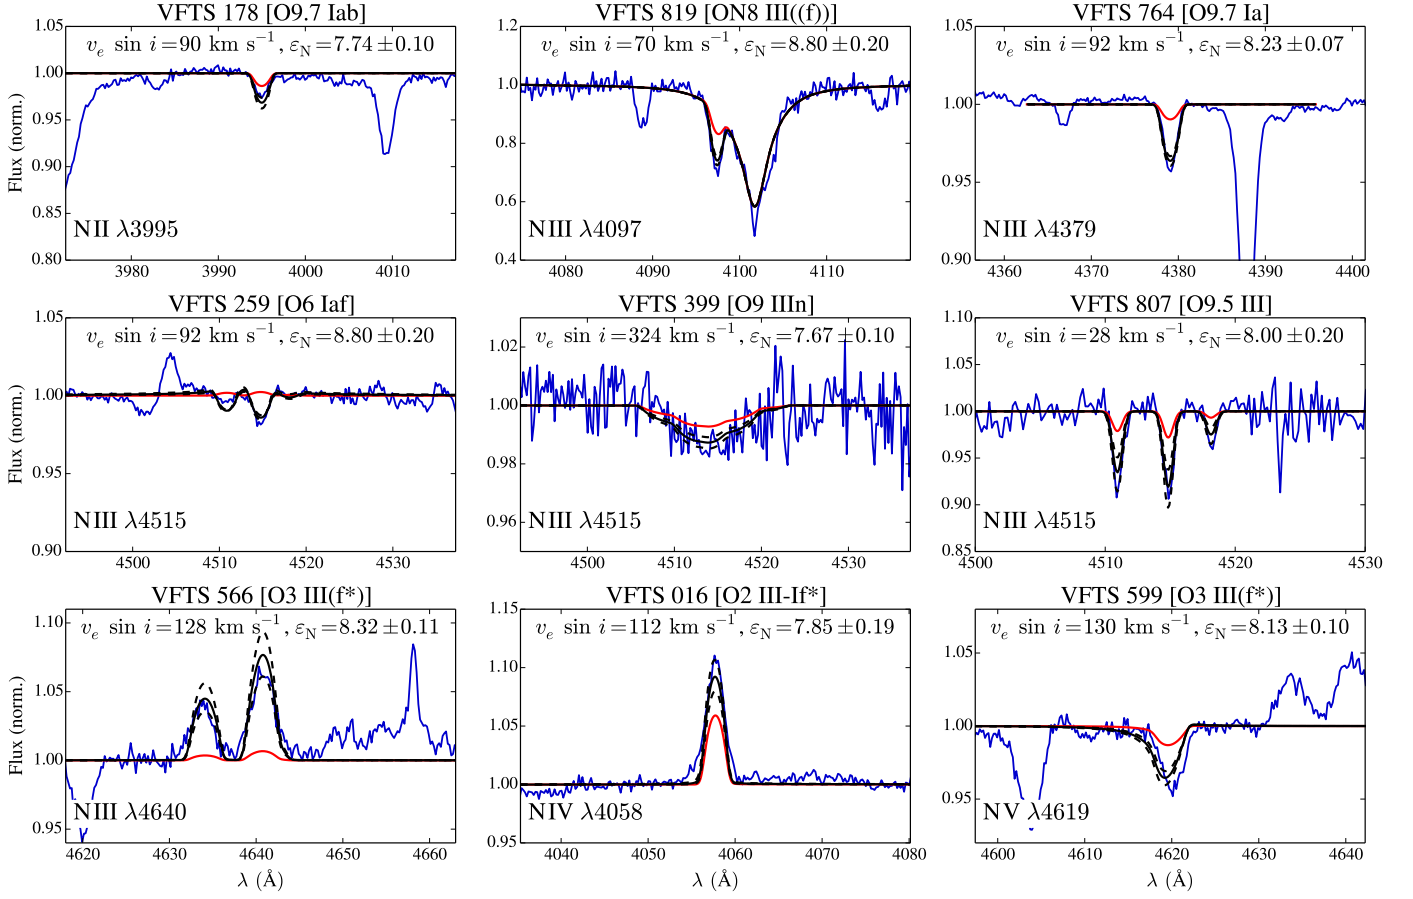 VFTS 178 [O9.7 Iab]
v_e sin i=90 km s⁻¹, ε_N=7.74±0.10
1.05
1.00
0.95
0.90
0.85
0.80
Flux (norm.)
NII λ3995
3980 3990 4000 4010
VFTS 819 [ON8 III((f))]
v_e sin i=70 km s⁻¹, ε_N=8.80±0.20
1.2
1.0
0.8
0.6
0.4
NIII λ4097
4080 4090 4100 4110
VFTS 764 [O9.7 Ia]
v_e sin i=92 km s⁻¹, ε_N=8.23±0.07
1.05
1.00
0.95
0.90
NIII λ4379
4360 4370 4380 4390 4400
VFTS 259 [O6 Iaf]
v_e sin i=92 km s⁻¹, ε_N=8.80±0.20
1.05
1.00
0.95
0.90
Flux (norm.)
NIII λ4515
4500 4510 4520 4530
VFTS 399 [O9 IIIn]
v_e sin i=324 km s⁻¹, ε_N=7.67±0.10
1.02
1.00
0.98
0.96
NIII λ4515
4500 4510 4520 4530
VFTS 807 [O9.5 III]
v_e sin i=28 km s⁻¹, ε_N=8.00±0.20
1.10
1.05
1.00
0.95
0.90
0.85
NIII λ4515
4500 4510 4520 4530
VFTS 566 [O3 III(f*)]
v_e sin i=128 km s⁻¹, ε_N=8.32±0.11
1.10
1.05
1.00
0.95
Flux (norm.)
NIII λ4640
4620 4630 4640 4650 4660
λ (Å)
VFTS 016 [O2 III-If*]
v_e sin i=112 km s⁻¹, ε_N=7.85±0.19
1.15
1.10
1.05
1.00
0.95
NIV λ4058
4040 4050 4060 4070 4080
λ (Å)
VFTS 599 [O3 III(f*)]
v_e sin i=130 km s⁻¹, ε_N=8.13±0.10
1.05
1.00
0.95
NV λ4619
4600 4610 4620 4630 4640
λ (Å)